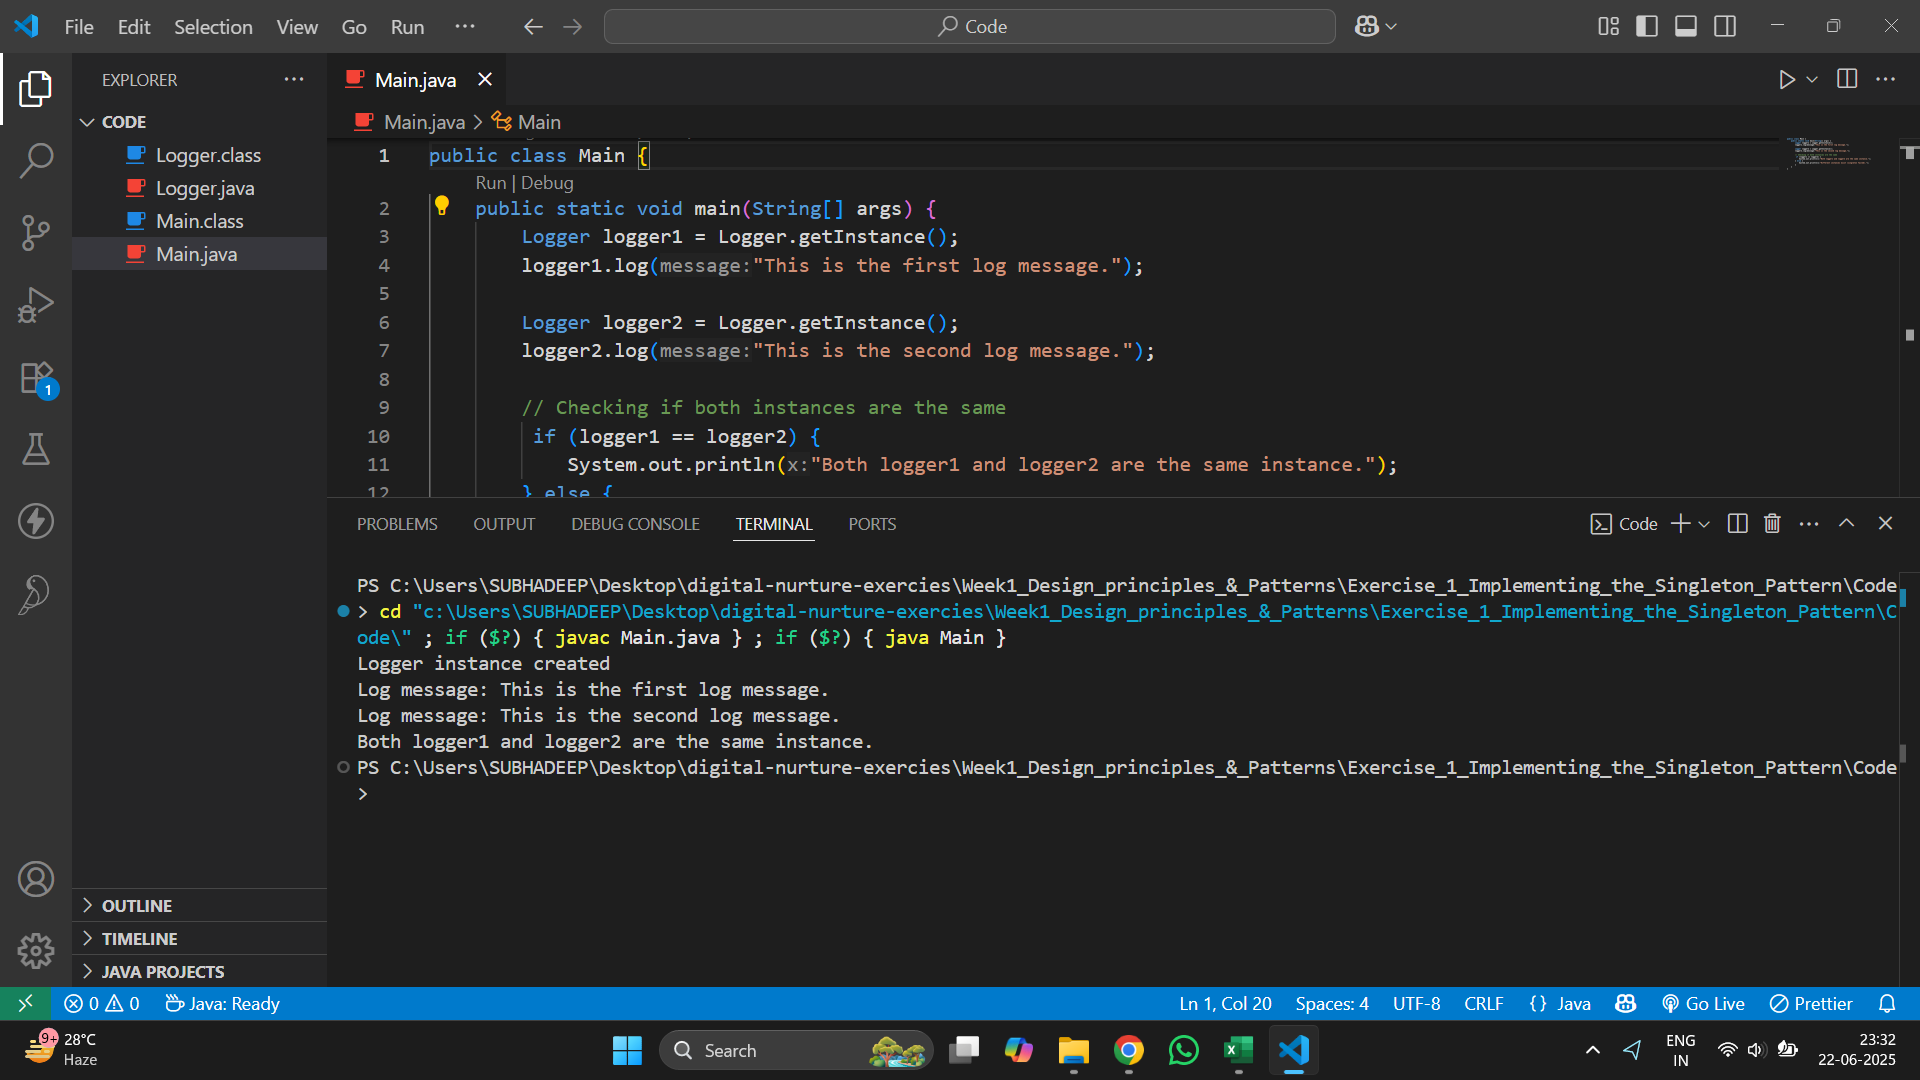 File Edit Selection View Go Run ··· Code
EXPLORER ···
Main.java
CODE
Main.java > Main
Logger.class
Logger.java
Main.class
Main.java
1 public class Main {
Run | Debug
2 public static void main(String[] args) {
3 Logger logger1 = Logger.getInstance();
4 logger1.log(message:"This is the first log message.");
5
6 Logger logger2 = Logger.getInstance();
7 logger2.log(message:"This is the second log message.");
8
9 // Checking if both instances are the same
10 if (logger1 == logger2) {
11 System.out.println(x:"Both logger1 and logger2 are the same instance.");
12 } else {
1
PROBLEMS OUTPUT DEBUG CONSOLE TERMINAL PORTS Code
PS C:\Users\SUBHADEEP\Desktop\digital-nurture-exercies\Week1_Design_principles_&_Patterns\Exercise_1_Implementing_the_Singleton_Pattern\Code
> cd "c:\Users\SUBHADEEP\Desktop\digital-nurture-exercies\Week1_Design_principles_&_Patterns\Exercise_1_Implementing_the_Singleton_Pattern\C
ode\" ; if ($?) { javac Main.java } ; if ($?) { java Main }
Logger instance created
Log message: This is the first log message.
Log message: This is the second log message.
Both logger1 and logger2 are the same instance.
PS C:\Users\SUBHADEEP\Desktop\digital-nurture-exercies\Week1_Design_principles_&_Patterns\Exercise_1_Implementing_the_Singleton_Pattern\Code
>
OUTLINE
TIMELINE
JAVA PROJECTS
0 0 Java: Ready Ln 1, Col 20 Spaces: 4 UTF-8 CRLF {} Java Go Live Prettier
9+ 28°C
Haze
Search
ENG
IN
23:32
22-06-2025